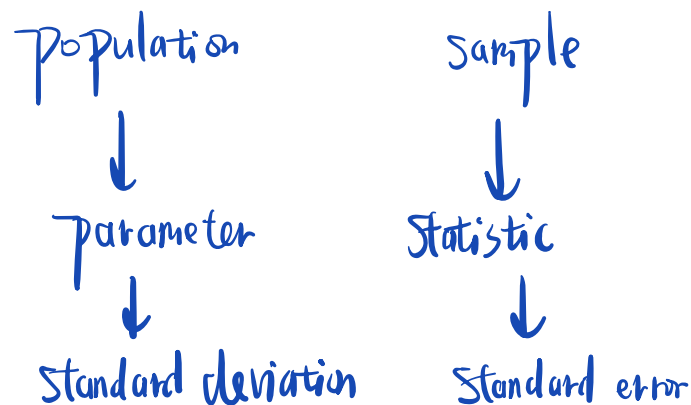 population sample
parameter statistic
Standard deviation Standard error